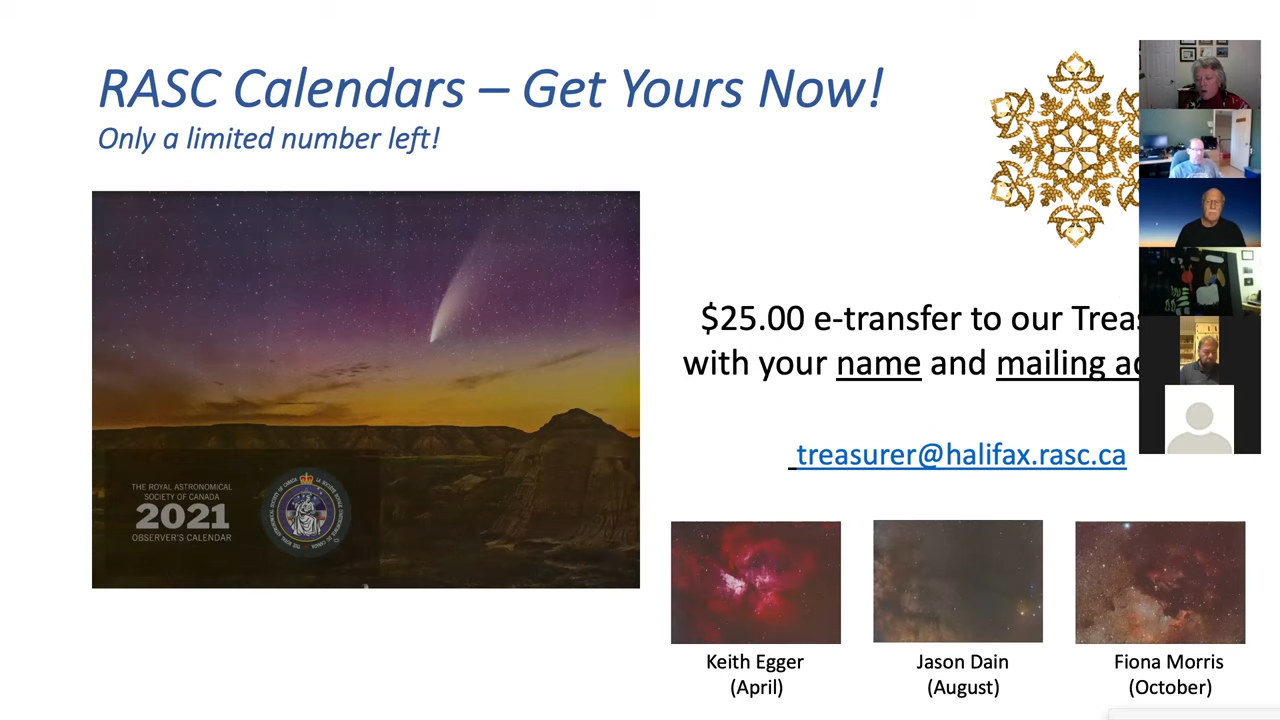 RASC Calendars – Get Yours Now!
Only a limited number left!
$25.00 e-transfer to our
with your name and mailing
treasurer@halifax.rasc.ca
THE ROYAL ASTRONOMICAL
SOCIETY OF CANADA
2021
OBSERVER'S CALENDAR
Keith Egger
(April)
Jason Dain
(August)
Fiona Morris
(October)